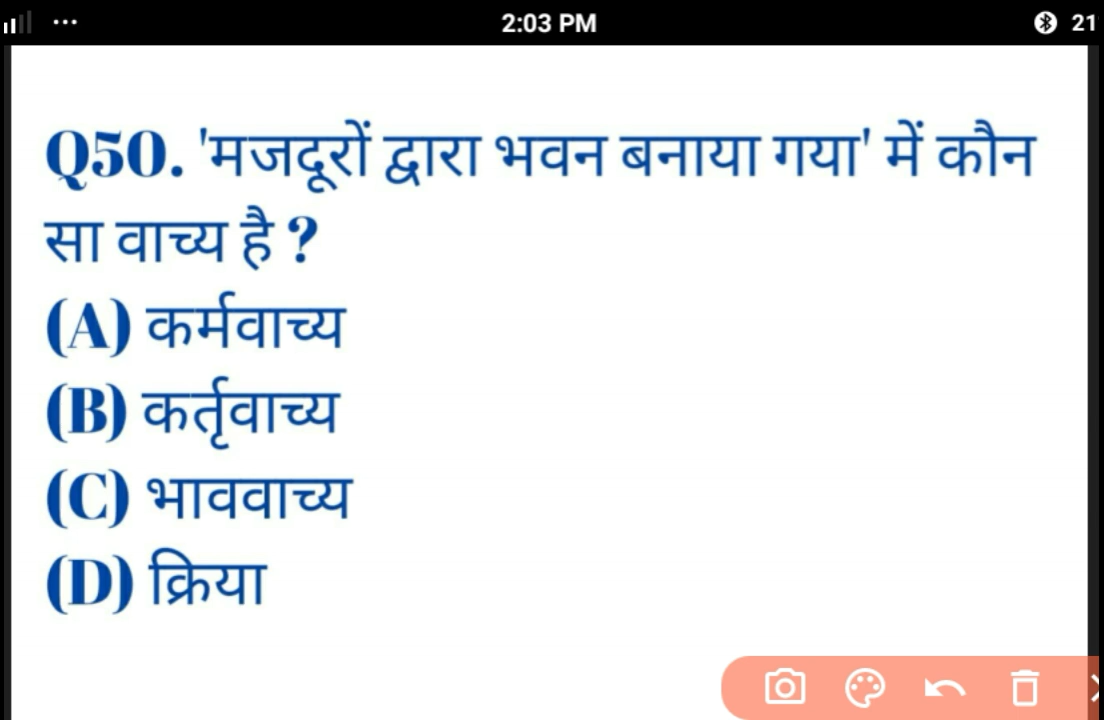 2:03 PM
21
Q50. 'मजदूरों द्वारा भवन बनाया गया' में कौन
सा वाच्य है ?
(A) कर्मवाच्य
(B) कर्तृवाच्य
(C) भाववाच्य
(D) क्रिया